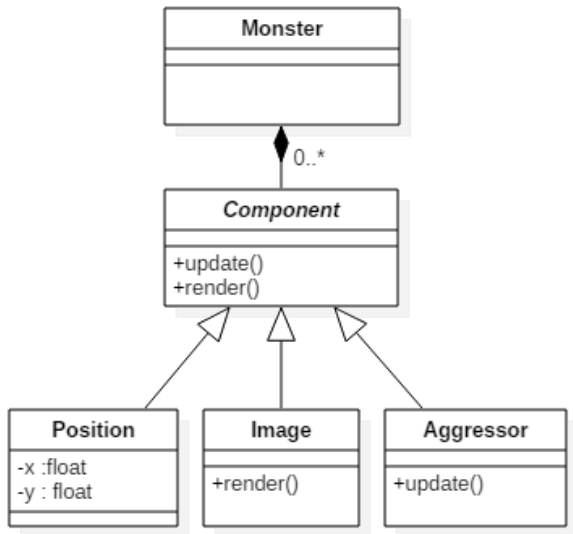 Monster
0..*
Component
+update()
+render()
Position
-x :float
-y : float
Image
+render()
Aggressor
+update()